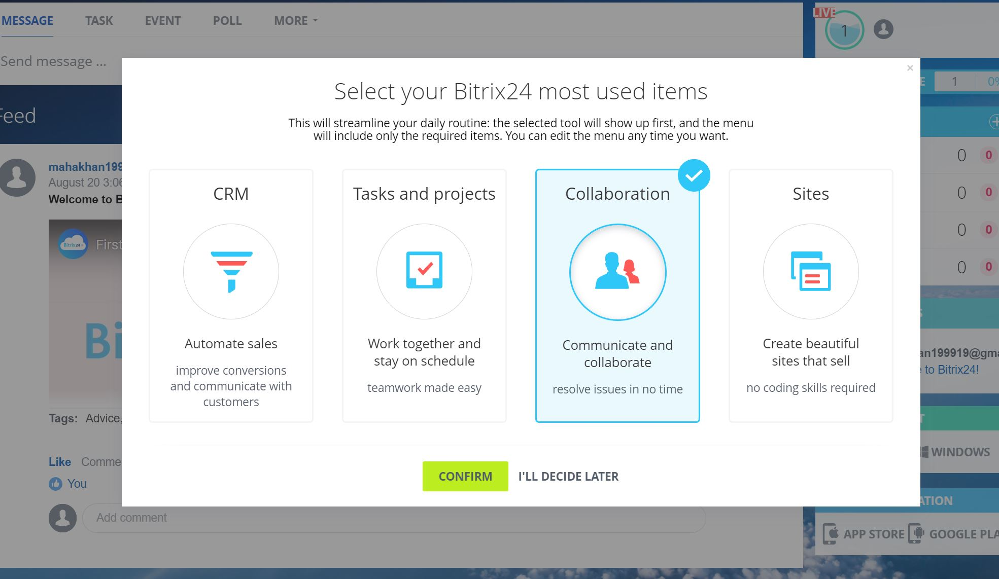 MESSAGE TASK EVENT POLL MORE
LIVE
1
Send message ...
1 0%
Feed
Select your Bitrix24 most used items
This will streamline your daily routine: the selected tool will show up first, and the menu
will include only the required items. You can edit the menu any time you want.
mahakhan199
August 20 3:06
Welcome to B
Bitrix24
First
CRM
Automate sales
improve conversions
and communicate with
customers
Tasks and projects
Work together and
stay on schedule
teamwork made easy
Collaboration
Communicate and
collaborate
resolve issues in no time
Sites
Create beautiful
sites that sell
no coding skills required
0 0
0 0
0 0
0 0
Bi
an199919@gma
e to Bitrix24!
Tags: Advice,
WINDOWS
Like Comme
You
CONFIRM I'LL DECIDE LATER
ATION
Add comment
APP STORE GOOGLE PLA